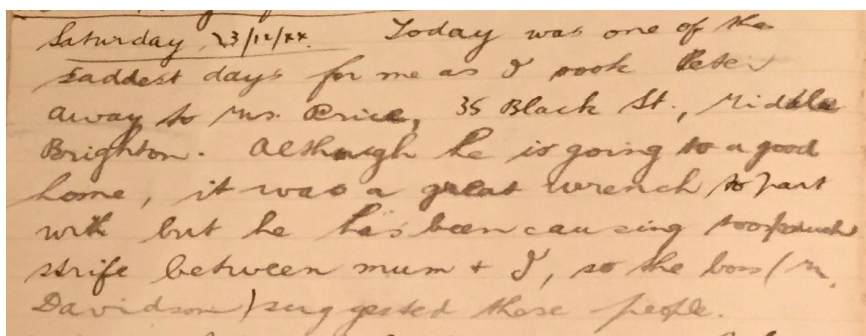 Saturday, 23/12/44. Today was one of the
saddest days for me as I took Peter
away to Mrs. Price, 35 Black St., Middle
Brighton. Although he is going to a good
home, it was a great wrench to part
with but he has been causing too much
strife between mum + I, so the boss (Mr.
Davidson) suggested these people.